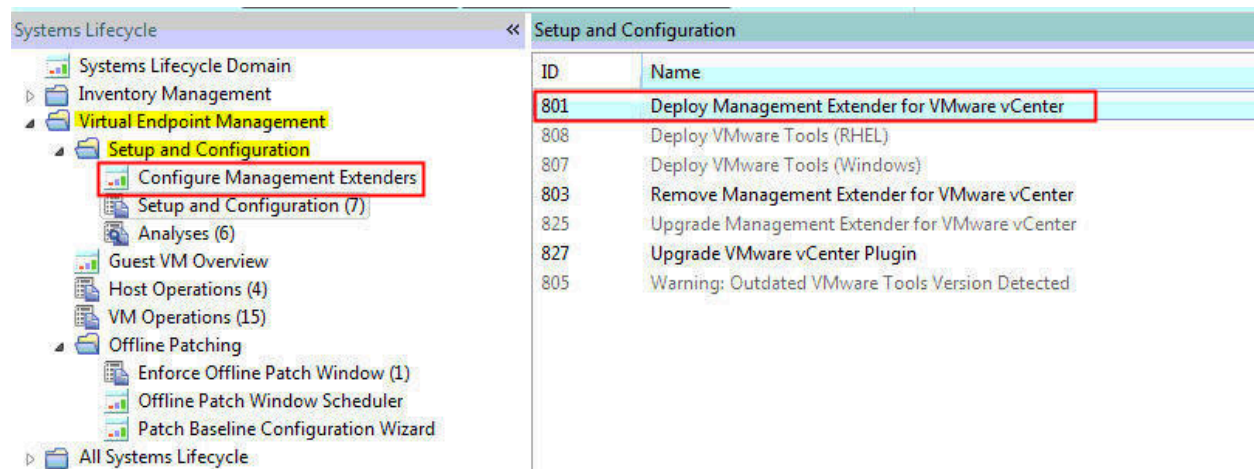 Systems Lifecycle
«
Systems Lifecycle Domain
Inventory Management
Virtual Endpoint Management
Setup and Configuration
Configure Management Extenders
Setup and Configuration (7)
Analyses (6)
Guest VM Overview
Host Operations (4)
VM Operations (15)
Offline Patching
Enforce Offline Patch Window (1)
Offline Patch Window Scheduler
Patch Baseline Configuration Wizard
All Systems Lifecycle
Setup and Configuration
ID Name
801 Deploy Management Extender for VMware vCenter
808 Deploy VMware Tools (RHEL)
807 Deploy VMware Tools (Windows)
803 Remove Management Extender for VMware vCenter
825 Upgrade Management Extender for VMware vCenter
827 Upgrade VMware vCenter Plugin
805 Warning: Outdated VMware Tools Version Detected